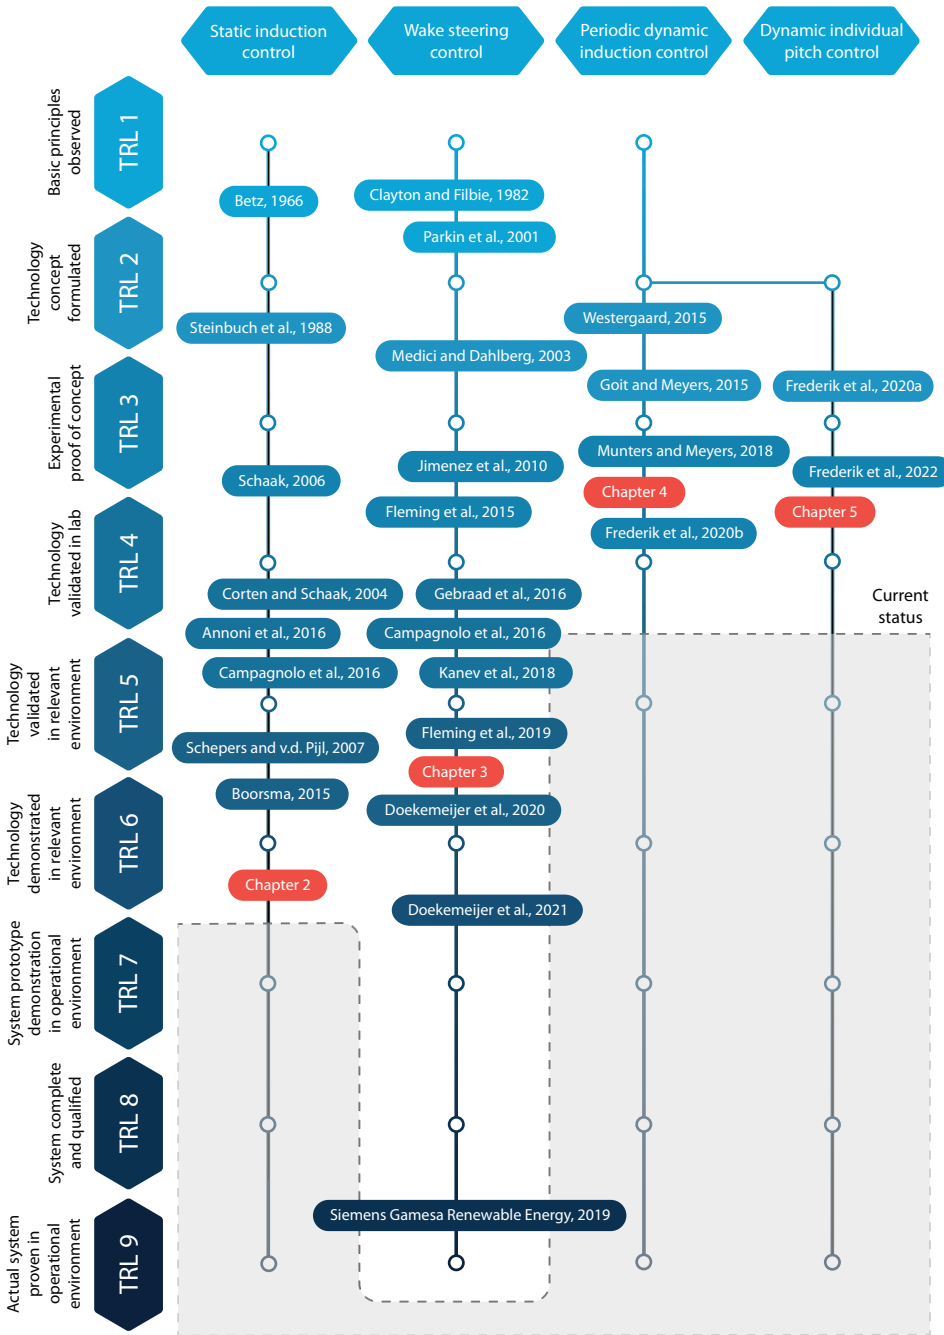 Static induction
control
Wake steering
control
Periodic dynamic
induction control
Dynamic individual
pitch control
Basic principles
observed
TRL 1
Betz, 1966
Clayton and Filbie, 1982
Parkin et al., 2001
Technology
concept
formulated
TRL 2
Steinbuch et al., 1988
Westergaard, 2015
Medici and Dahlberg, 2003
Experimental
proof of concept
TRL 3
Goit and Meyers, 2015
Frederik et al., 2020a
Munters and Meyers, 2018
Jimenez et al., 2010
Frederik et al., 2022
Schaak, 2006
Chapter 4
Fleming et al., 2015
Chapter 5
Technology
validated in lab
TRL 4
Frederik et al., 2020b
Corten and Schaak, 2004
Gebraad et al., 2016
Current
status
Annoni et al., 2016
Campagnolo et al., 2016
Technology
validated
in relevant
environment
TRL 5
Campagnolo et al., 2016
Kanev et al., 2018
Fleming et al., 2019
Schepers and v.d. Pijl, 2007
Chapter 3
Boorsma, 2015
Doekemeijer et al., 2020
Technology
demonstrated
in relevant
environment
TRL 6
Chapter 2
Doekemeijer et al., 2021
System prototype
demonstration
in operational
environment
TRL 7
System complete
and qualified
TRL 8
Siemens Gamesa Renewable Energy, 2019
Actual system
proven in
operational
environment
TRL 9